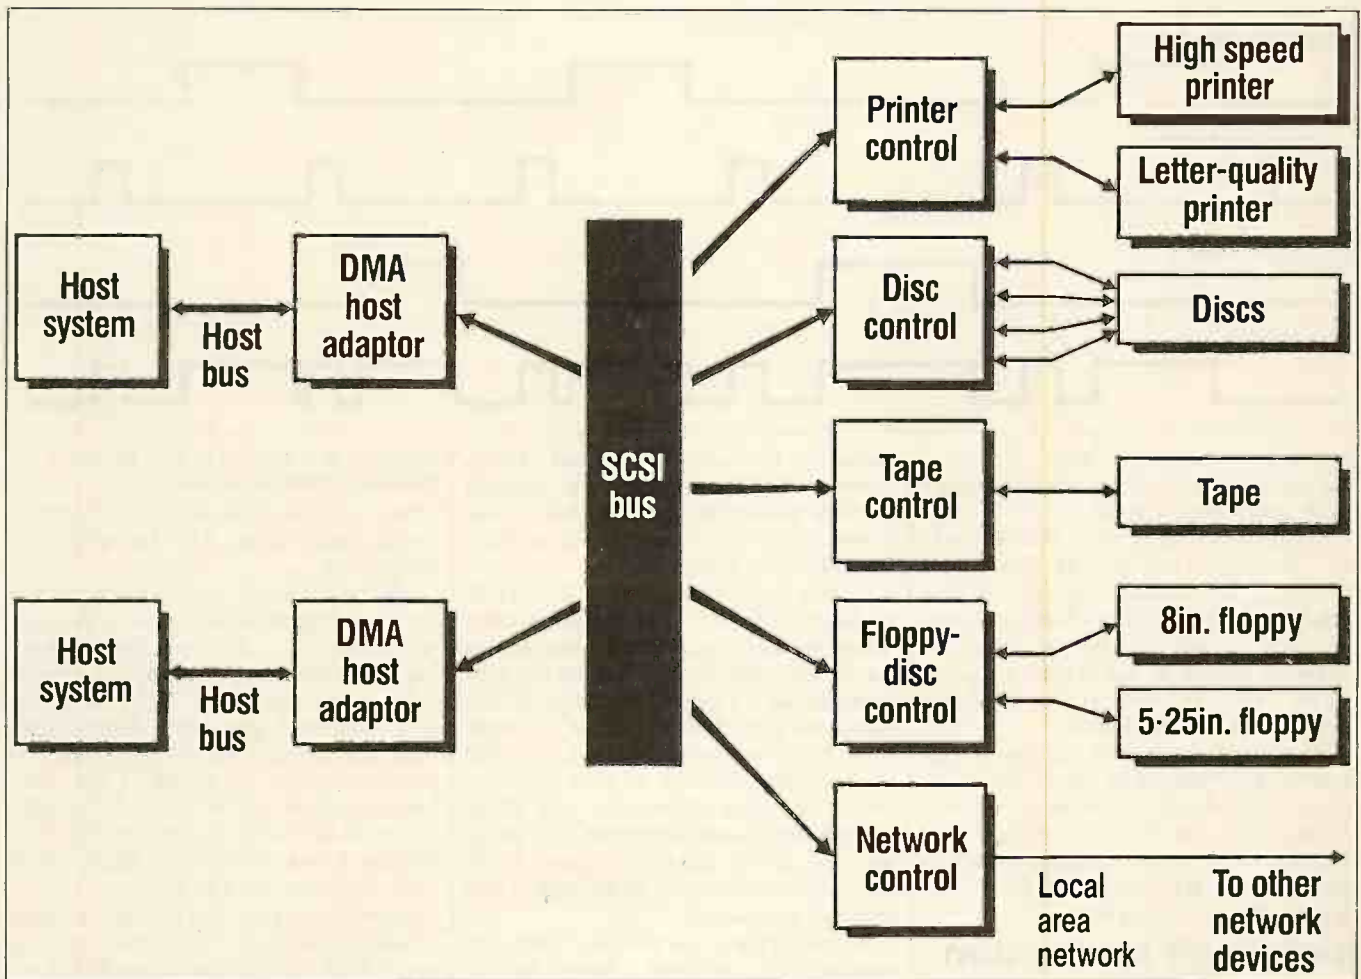 Host
system
Host
bus
DMA
host
adaptor
Host
system
Host
bus
DMA
host
adaptor
SCSI
bus
Printer
control
High speed
printer
Letter-quality
printer
Disc
control
Discs
Tape
control
Tape
Floppy-
disc
control
8in. floppy
5·25in. floppy
Network
control
Local
area
network
To other
network
devices